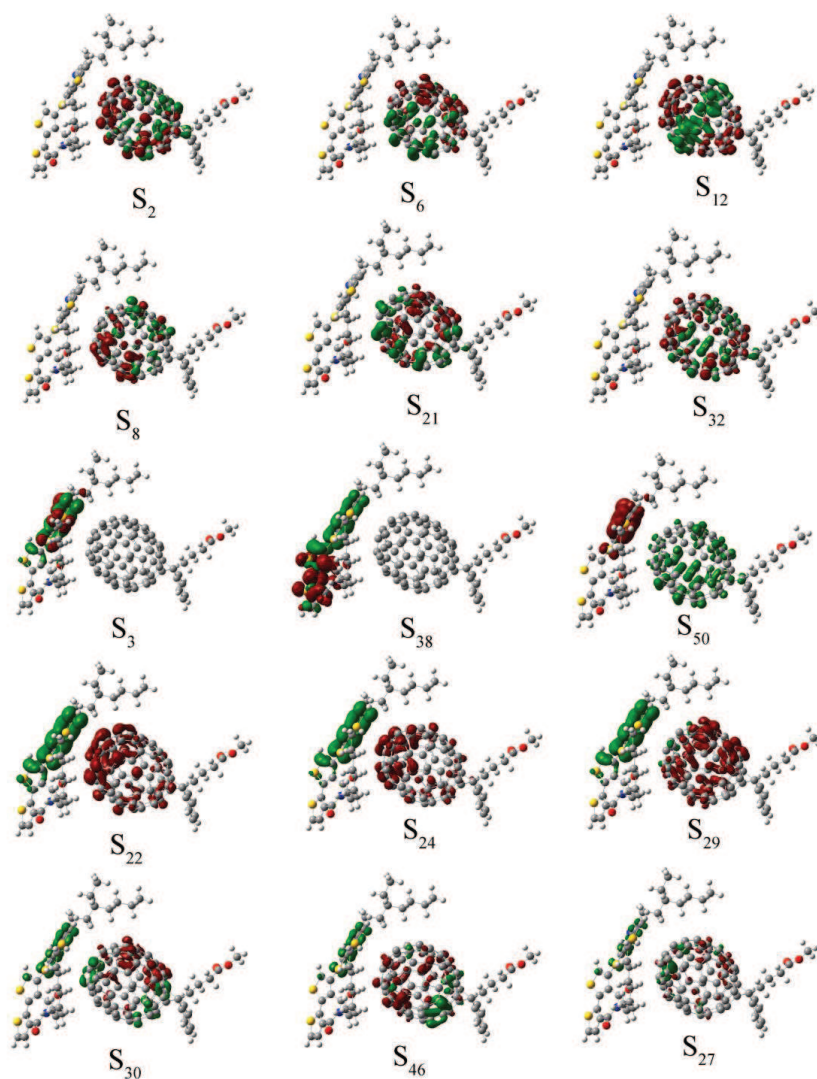 S₂ S₆ S₁₂
S₈ S₂₁ S₃₂
S₃ S₃₈ S₅₀
S₂₂ S₂₄ S₂₉
S₃₀ S₄₆ S₂₇